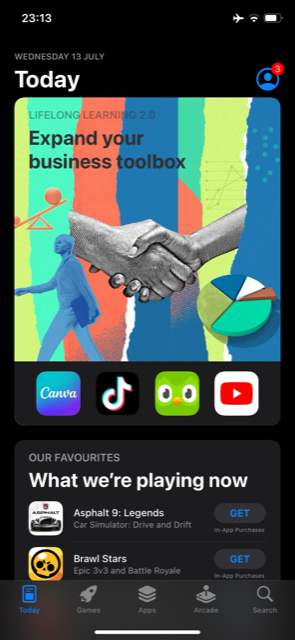 23:13
WEDNESDAY 13 JULY
Today
3
LIFELONG LEARNING 2.0
Expand your
business toolbox
Canva
OUR FAVOURITES
What we're playing now
ASPHALT
Asphalt 9: Legends
Car Simulator: Drive and Drift
GET
In-App Purchases
Brawl Stars
Epic 3v3 and Battle Royale
GET
In-App Purchases
Today
Games
Apps
Arcade
Search